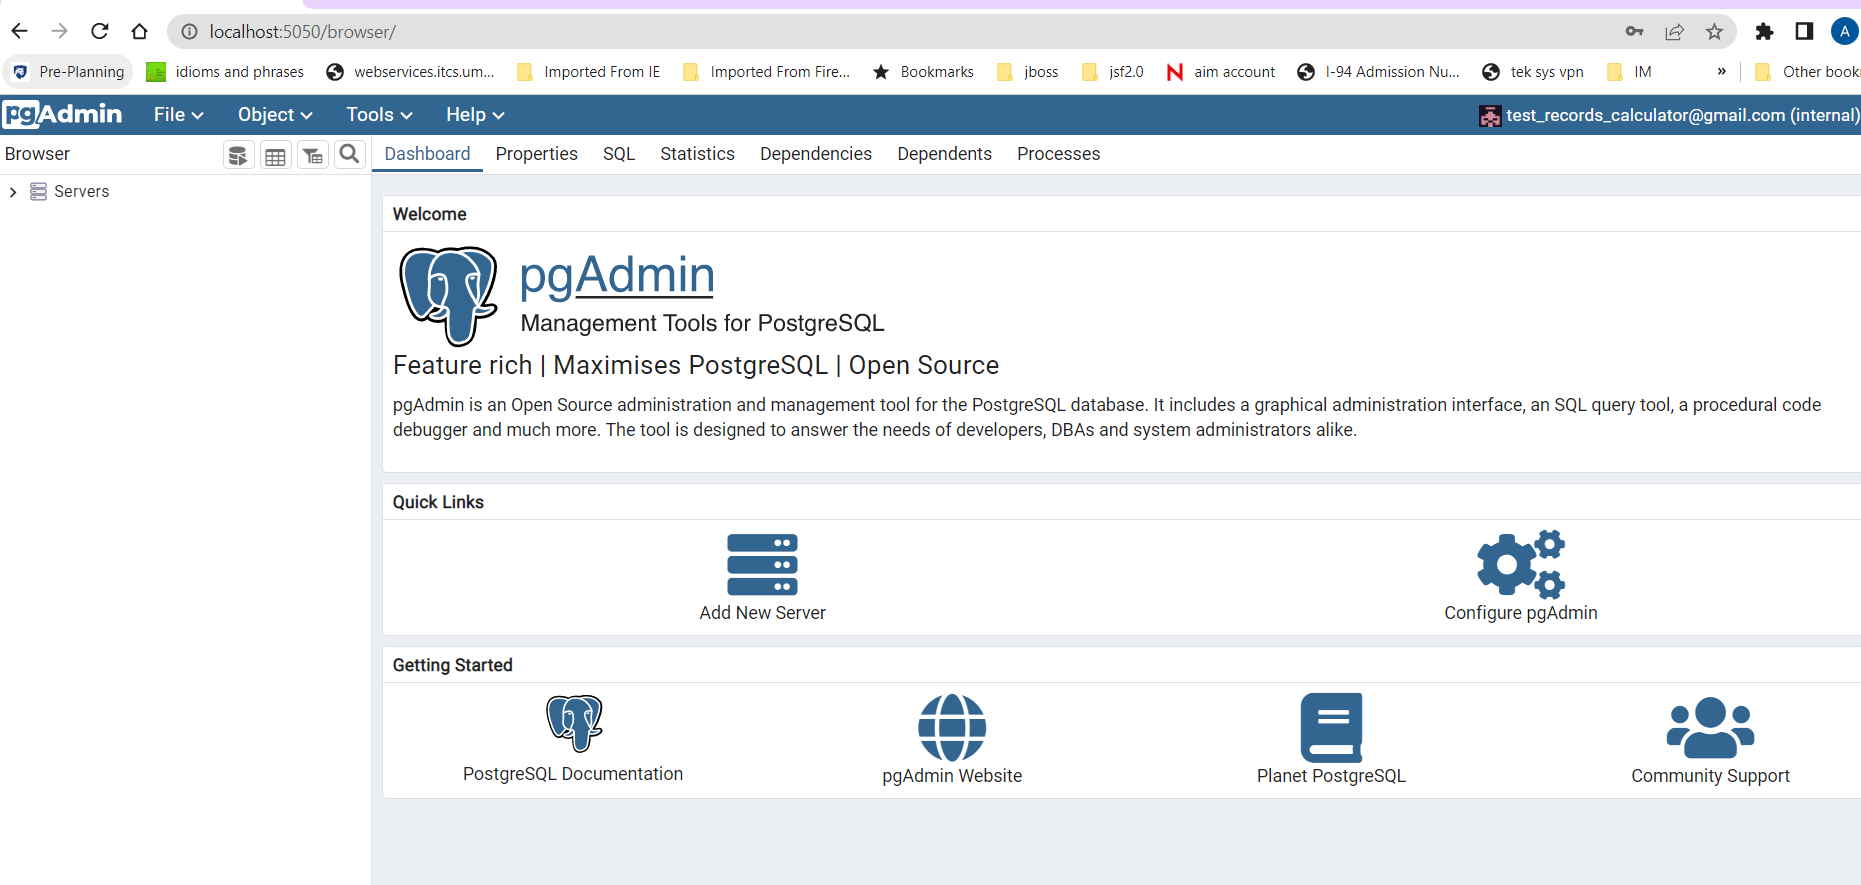 localhost:5050/browser/
A
Pre-Planning idioms and phrases webservices.itcs.um... Imported From IE Imported From Fire... Bookmarks jboss jsf2.0 N aim account I-94 Admission Nu... tek sys vpn IM » Other book
pgAdmin File Object Tools Help test_records_calculator@gmail.com (internal)
Browser Dashboard Properties SQL Statistics Dependencies Dependents Processes
Servers
Welcome
pgAdmin
Management Tools for PostgreSQL
Feature rich | Maximises PostgreSQL | Open Source
pgAdmin is an Open Source administration and management tool for the PostgreSQL database. It includes a graphical administration interface, an SQL query tool, a procedural code
debugger and much more. The tool is designed to answer the needs of developers, DBAs and system administrators alike.
Quick Links
Add New Server Configure pgAdmin
Getting Started
PostgreSQL Documentation pgAdmin Website Planet PostgreSQL Community Support